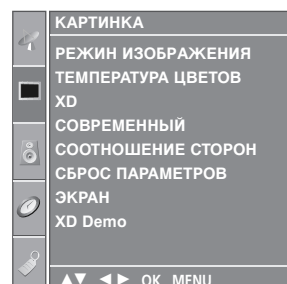 КАРТИНКА
РЕЖИН ИЗОБРАЖЕНИЯ
ТЕМПЕРАТУРА ЦВЕТОВ
XD
СОВРЕМЕННЫЙ
СООТНОШЕНИЕ СТОРОН
СБРОС ПАРАМЕТРОВ
ЭКРАН
XD Demo
▲▼ ◄► OK MENU